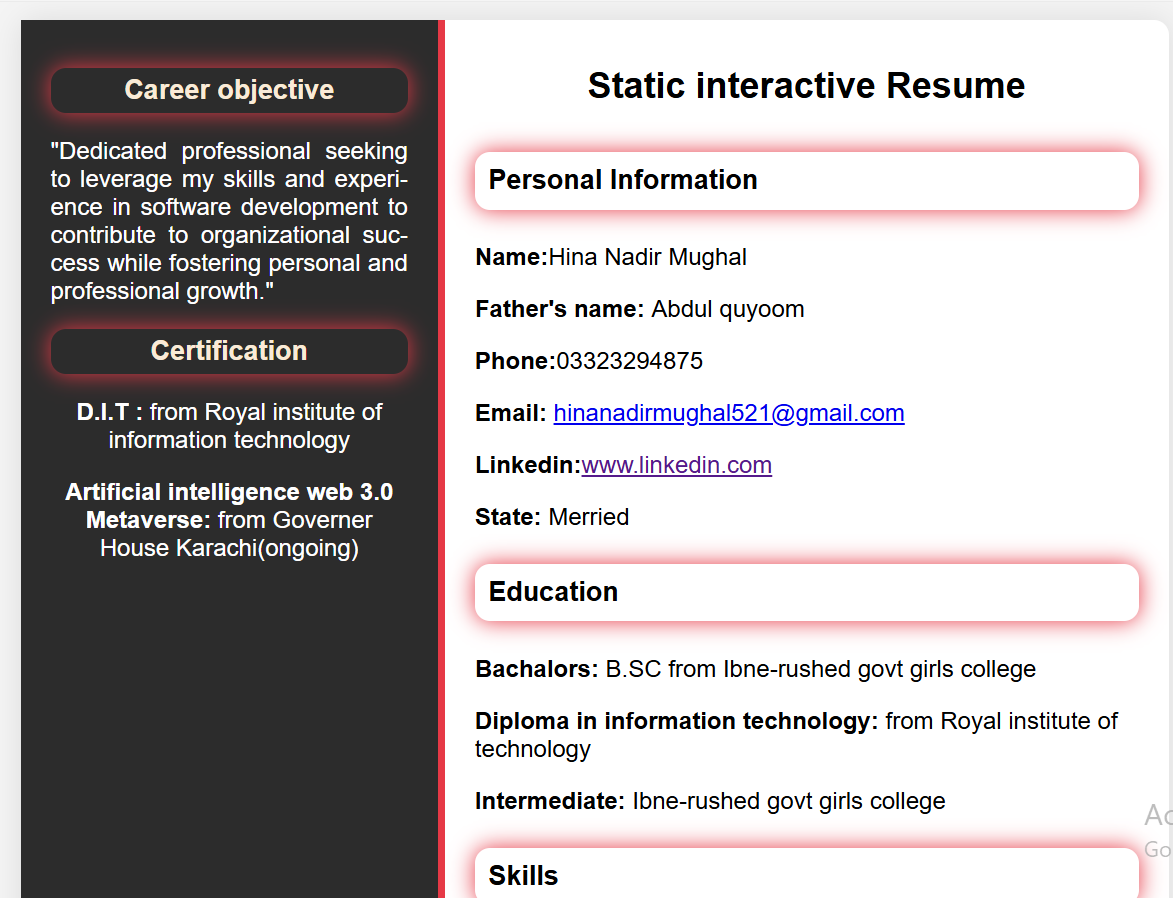 Career objective
"Dedicated professional seeking
to leverage my skills and experi-
ence in software development to
contribute to organizational suc-
cess while fostering personal and
professional growth."
Certification
D.I.T : from Royal institute of
information technology
Artificial intelligence web 3.0
Metaverse: from Governer
House Karachi(ongoing)
Static interactive Resume
Personal Information
Name:Hina Nadir Mughal
Father's name: Abdul quyoom
Phone:03323294875
Email: hinanadirmughal521@gmail.com
Linkedin:www.linkedin.com
State: Merried
Education
Bachalors: B.SC from Ibne-rushed govt girls college
Diploma in information technology: from Royal institute of
technology
Intermediate: Ibne-rushed govt girls college
Skills